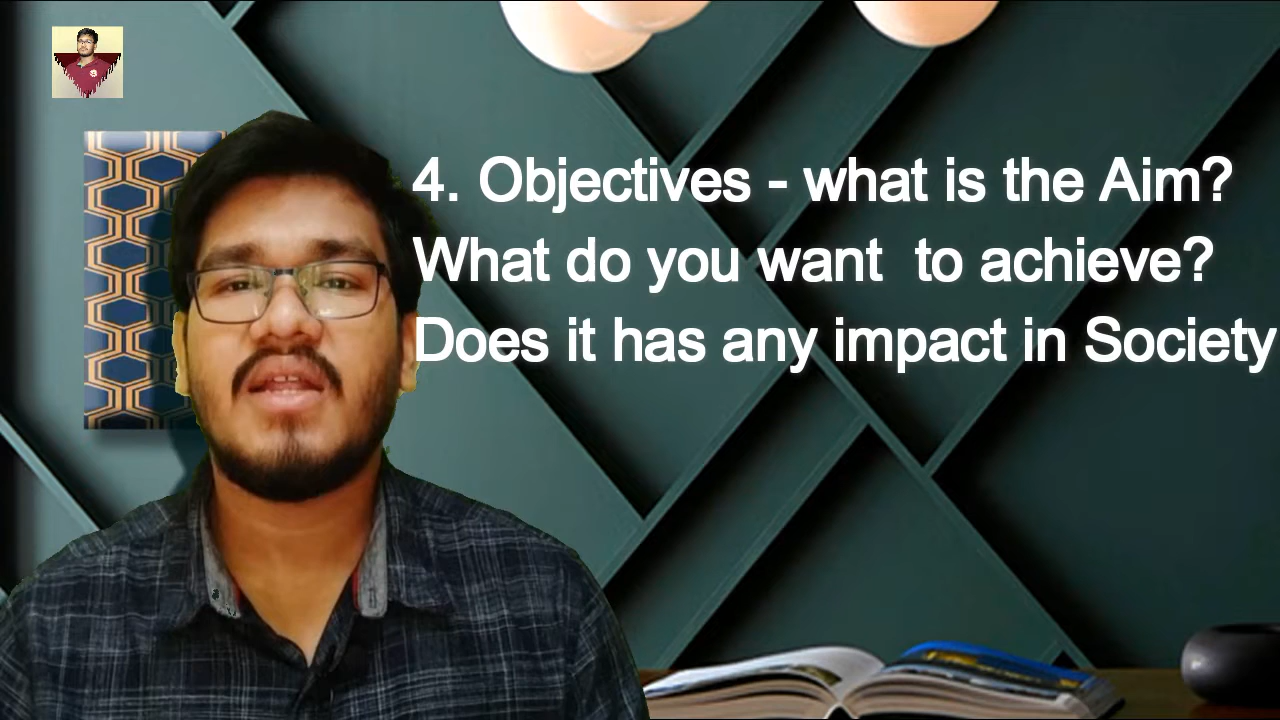 4. Objectives - what is the Aim?
What do you want  to achieve?
Does it has any impact in Society